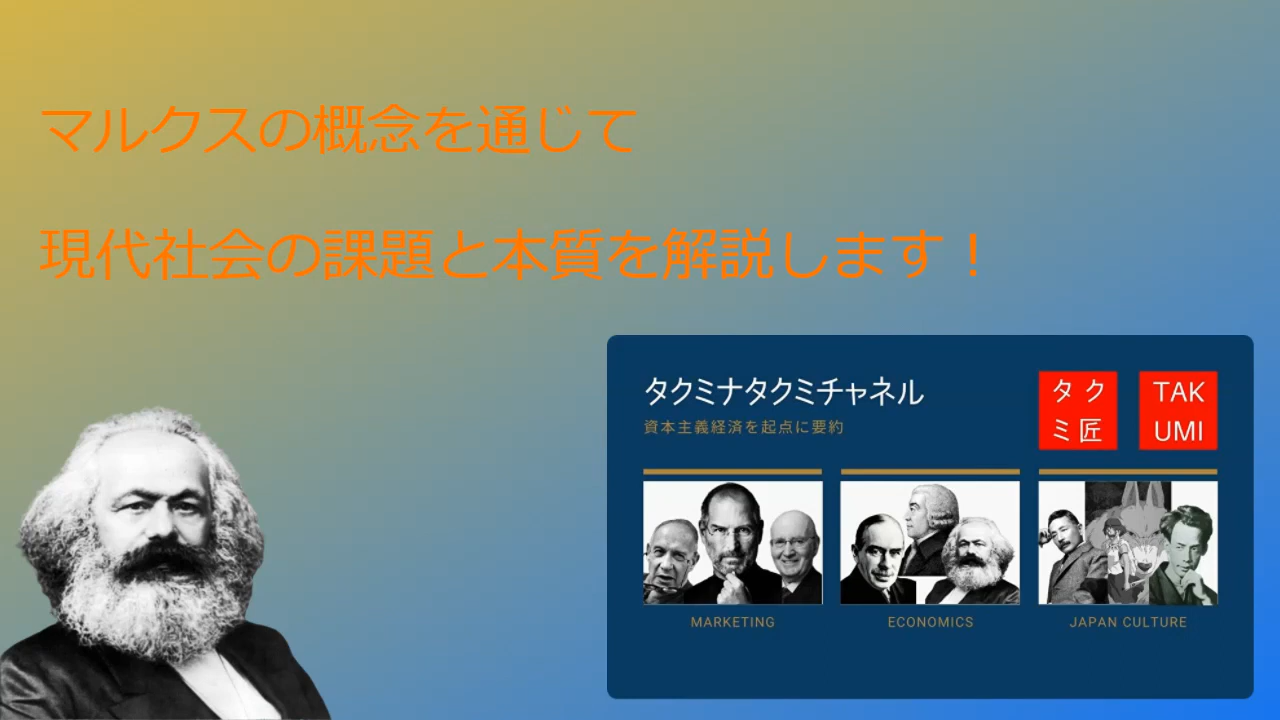 マルクスの概念を通じて
現代社会の課題と本質を解説します！
タクミナタクミチャネル
資本主義経済を起点に要約
タク
ミ匠
TAK
UMI
MARKETING
ECONOMICS
JAPAN CULTURE